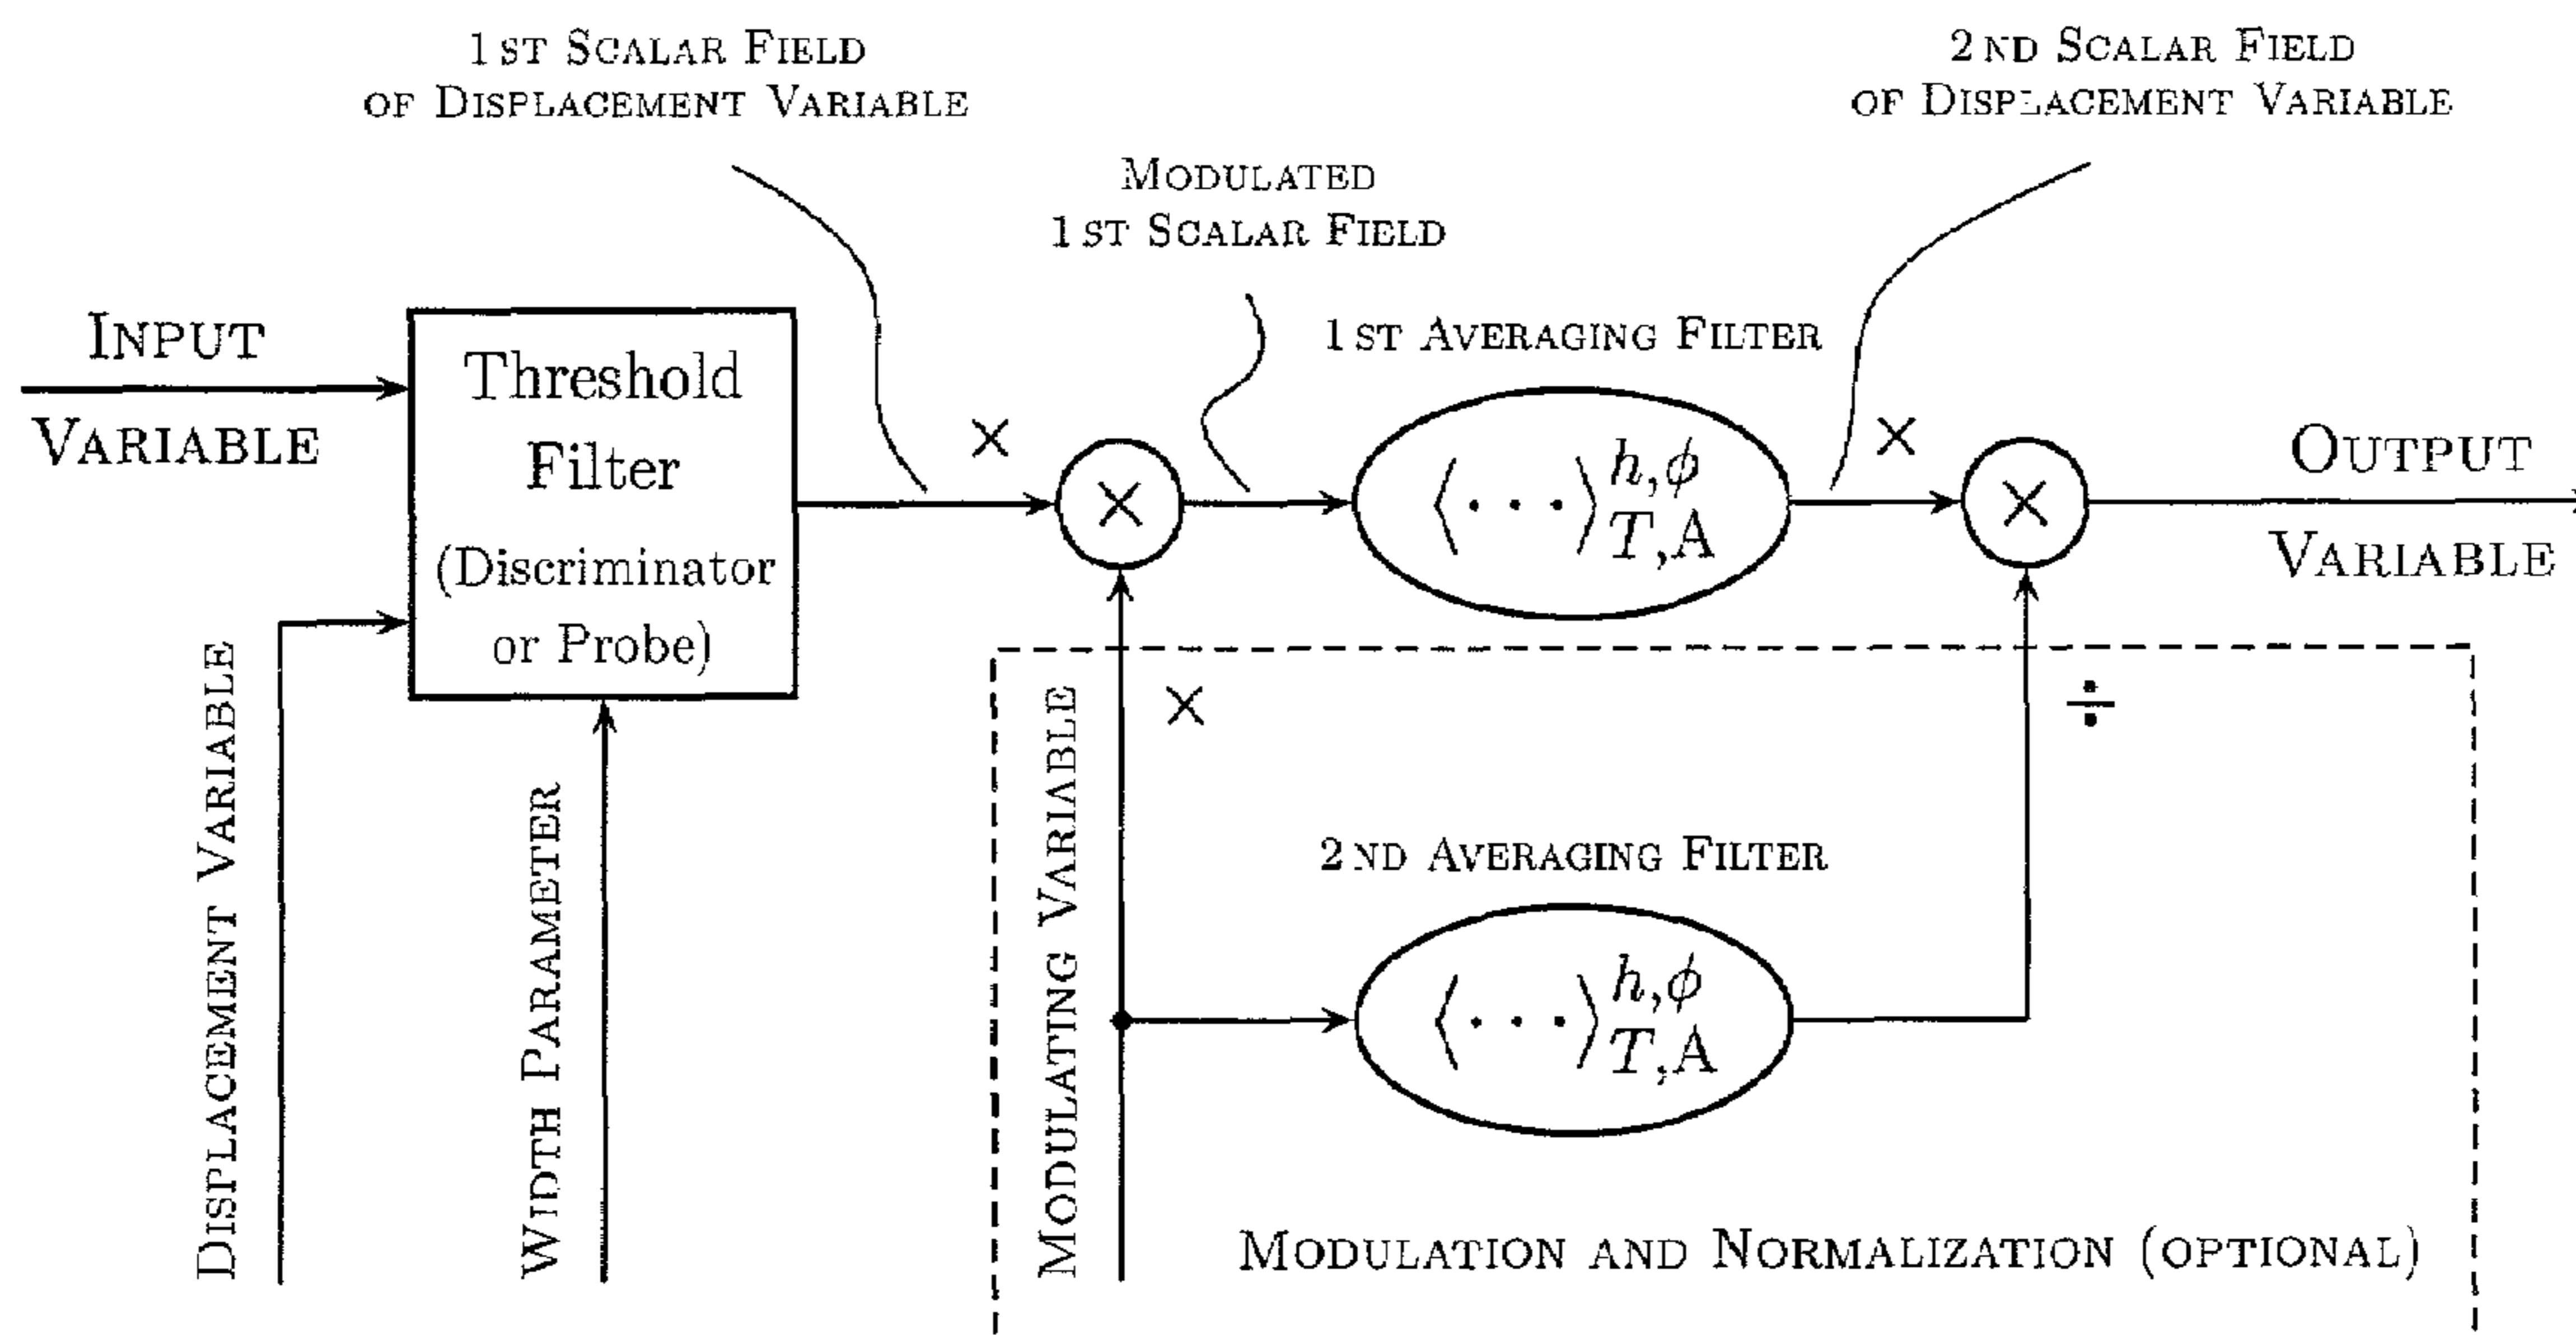 1ST SCALAR FIELD
OF DISPLACEMENT VARIABLE
2ND SCALAR FIELD
OF DISPLACEMENT VARIABLE
MODULATED
1ST SCALAR FIELD
INPUT
VARIABLE
Threshold
Filter
(Discriminator
or Probe)
×
×
1ST AVERAGING FILTER
⟨···⟩ h,ϕ
T,A
×
×
OUTPUT
VARIABLE
DISPLACEMENT VARIABLE
WIDTH PARAMETER
MODULATING VARIABLE
×
÷
2ND AVERAGING FILTER
⟨···⟩ h,ϕ
T,A
MODULATION AND NORMALIZATION (OPTIONAL)